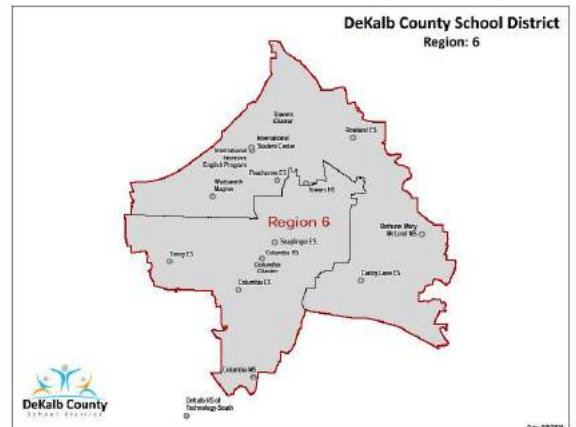 DeKalb County School District
Region: 6
Towers
Cluster
International
Student Center
Rowland ES
International
Intensive
English Program
Peachcrest ES
Wadsworth
Magnet
Towers HS
Region 6
Bethune Mary
McLeod MS
Snapfinger ES
Toney ES
Columbia HS
Columbia
Cluster
Canby Lane ES
Columbia ES
Columbia MS
DeKalb HS of
Technology South
DeKalb County
School District